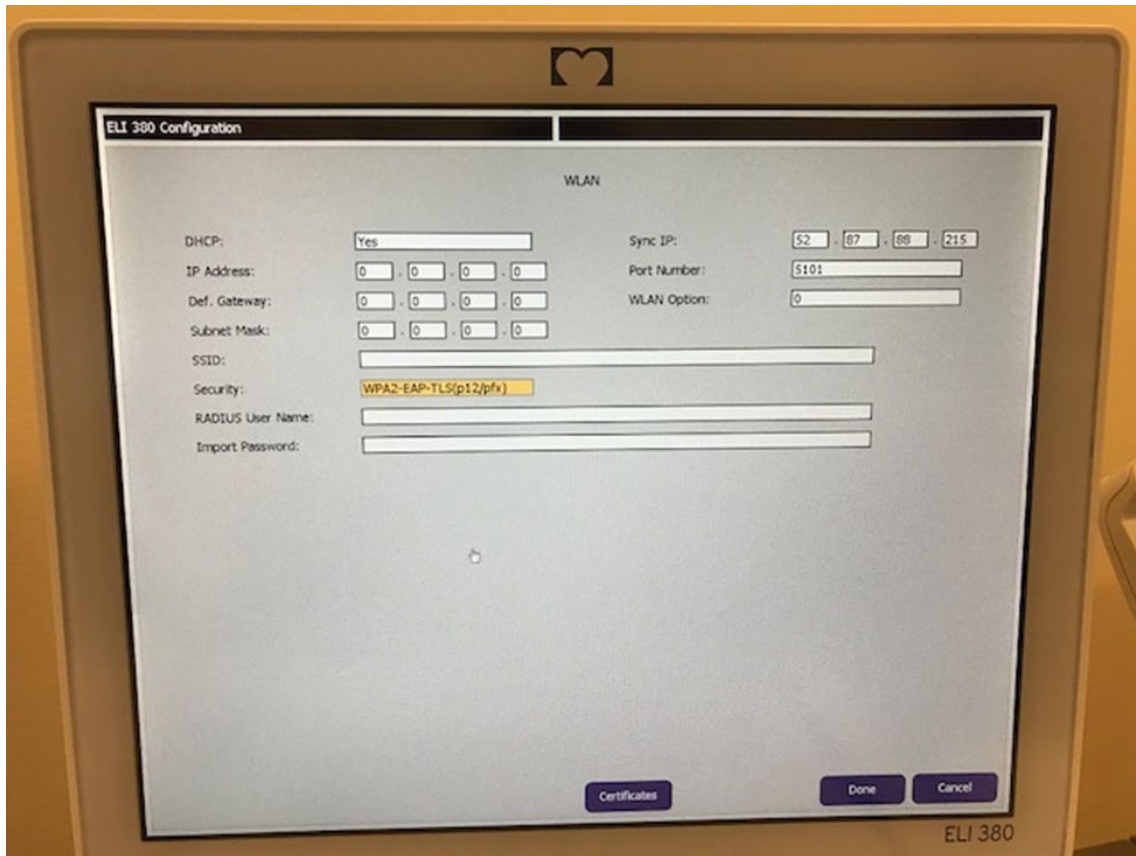 ELI 380 Configuration
WLAN
DHCP: Yes Sync IP: 52 . 87 . 88 . 215
IP Address: 0 . 0 . 0 . 0 Port Number: 5101
Def. Gateway: 0 . 0 . 0 . 0 WLAN Option: 0
Subnet Mask: 0 . 0 . 0 . 0
SSID:
Security: WPA2-EAP-TLS(p12/pfx)
RADIUS User Name:
Import Password:
Certificates Done Cancel
ELI 380